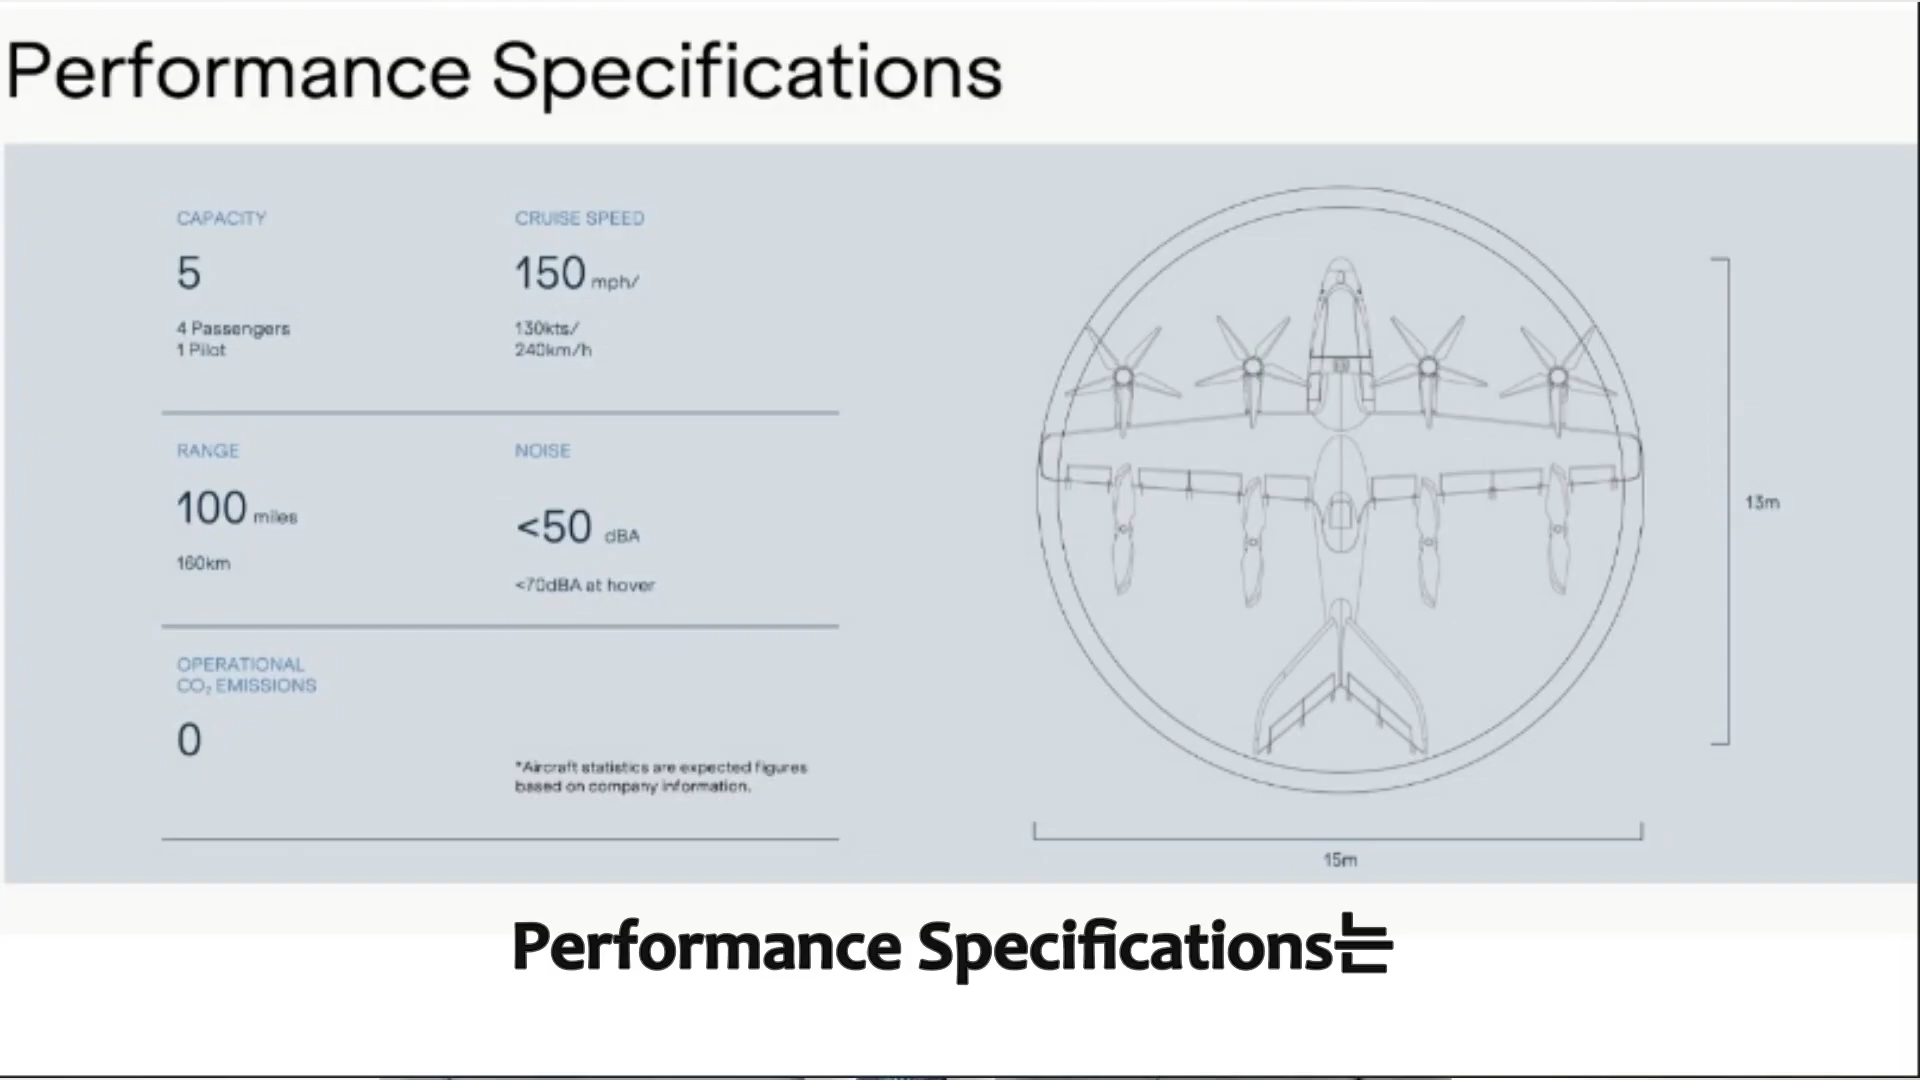 Performance Specifications
CAPACITY
5
4 Passengers
1 Pilot
CRUISE SPEED
150 mph/
130kts/
240km/h
RANGE
100 miles
160km
NOISE
<50 dBA
<70dBA at hover
OPERATIONAL
CO₂ EMISSIONS
0
*Aircraft statistics are expected figures
based on company information.
13m
15m
Performance Specifications는